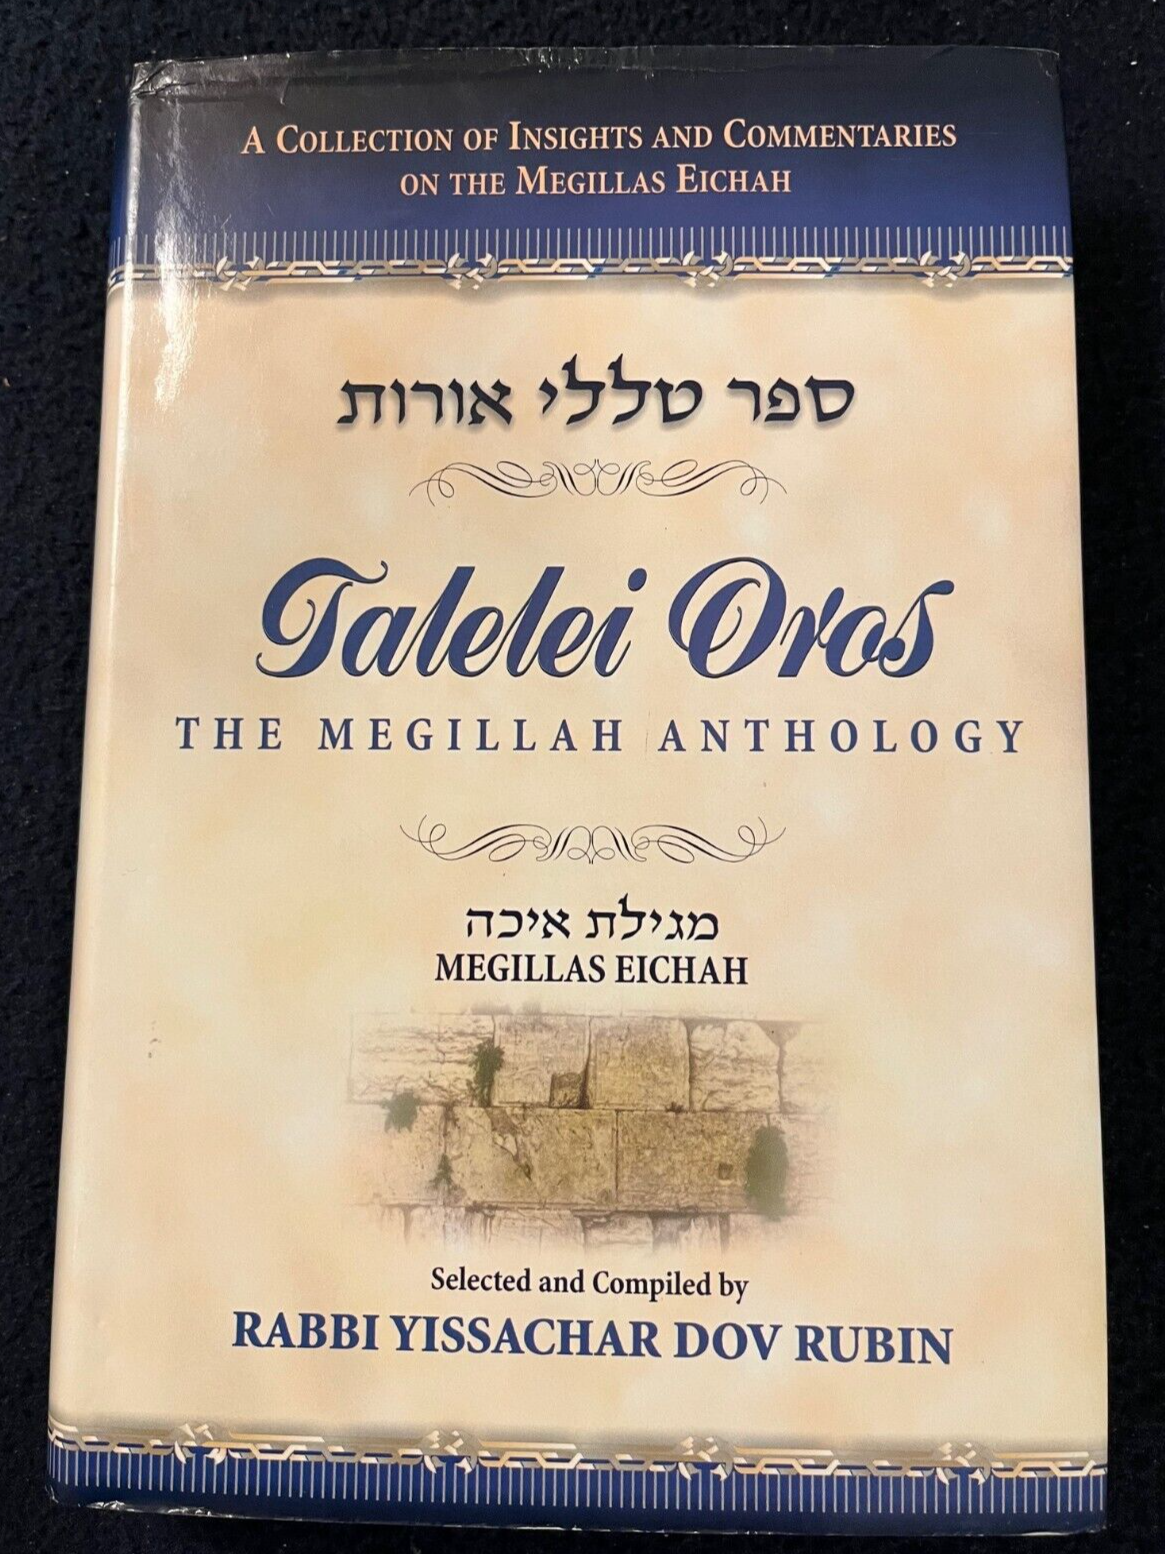 A COLLECTION OF INSIGHTS AND COMMENTARIES
ON THE MEGILLAS EICHAH
ספר טללי אורות
Talelei Oros
THE MEGILLAH ANTHOLOGY
מגילת איכה
MEGILLAS EICHAH
Selected and Compiled by
RABBI YISSACHAR DOV RUBIN